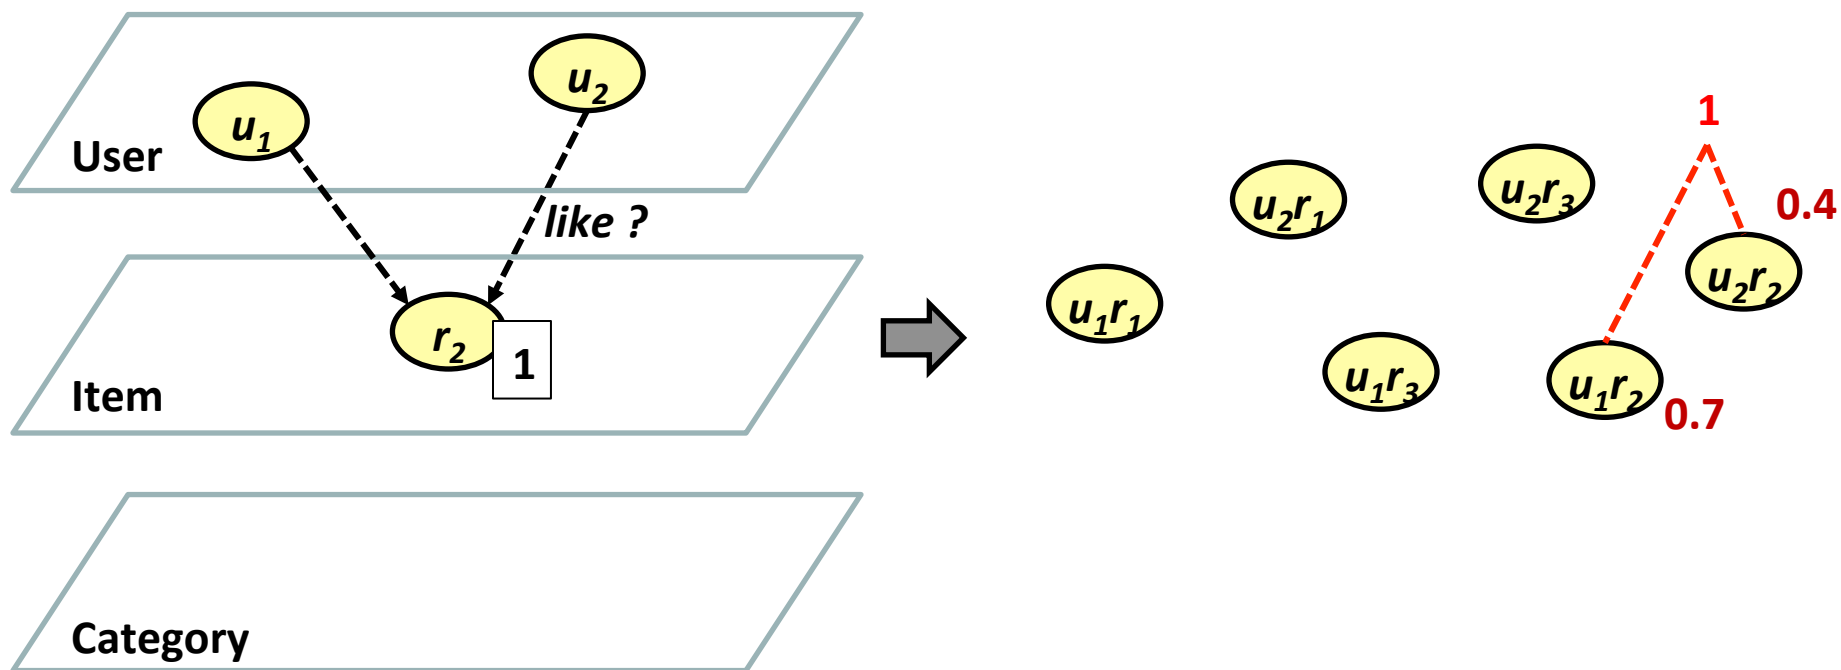 u₁
u₂
User
like ?
r₂
1
Item
Category
1
u₂r₁
u₂r₃
0.4
u₂r₂
u₁r₁
u₁r₃
u₁r₂
0.7